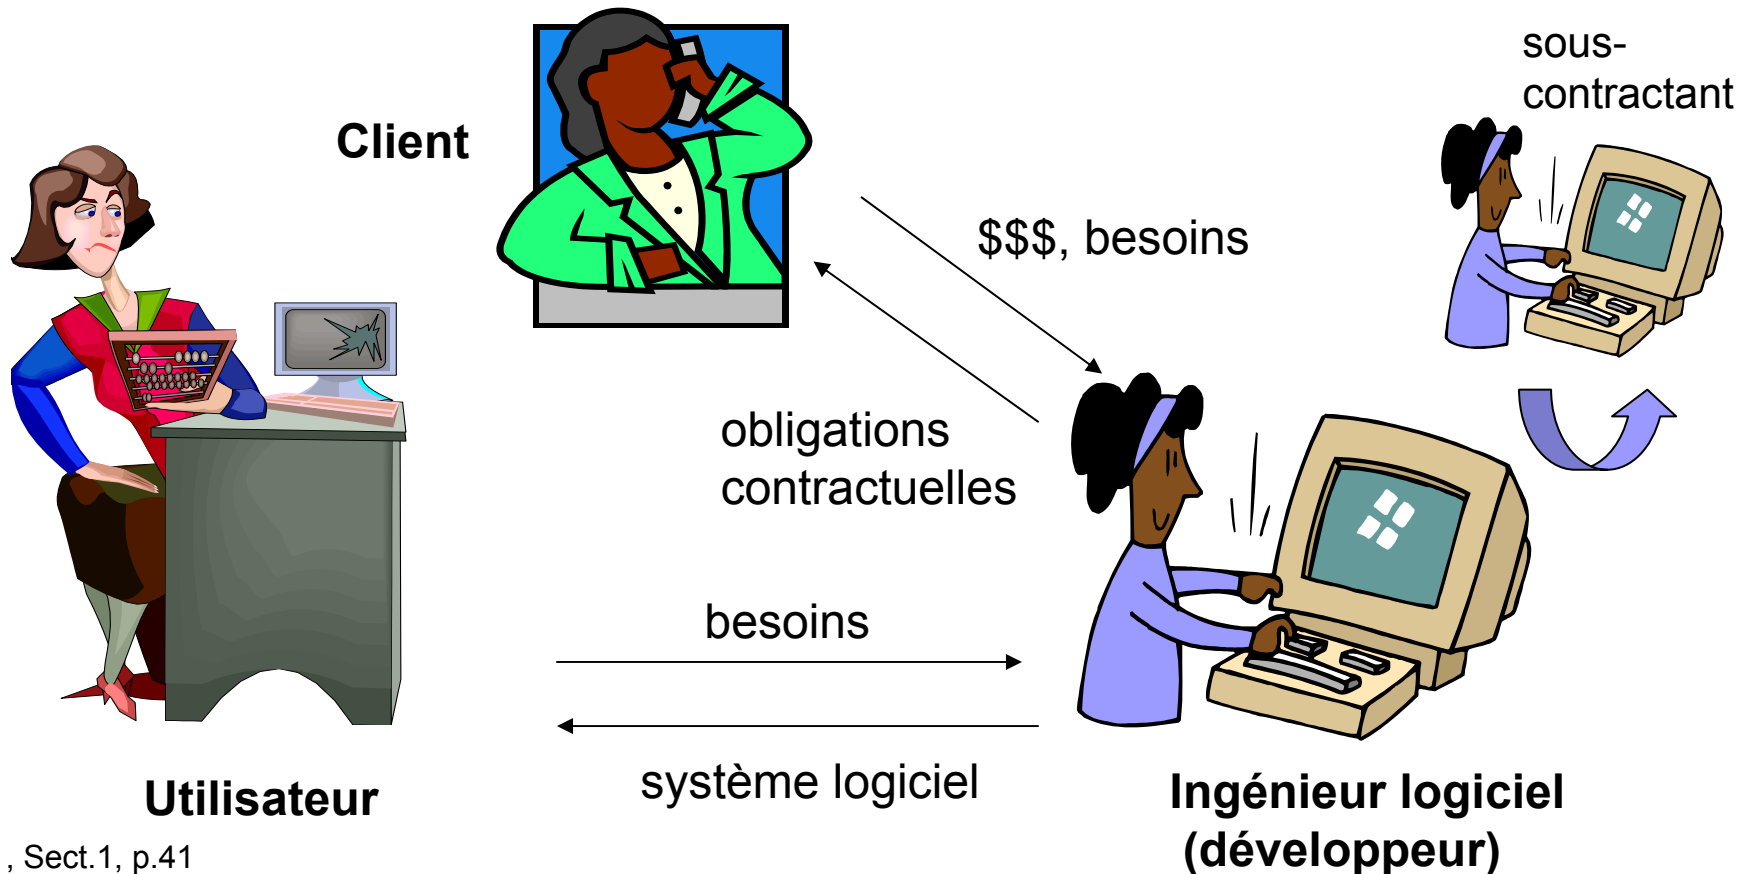 sous-
contractant
Client
$$$, besoins
obligations
contractuelles
besoins
système logiciel
Utilisateur
Ingénieur logiciel
(développeur)
, Sect.1, p.41